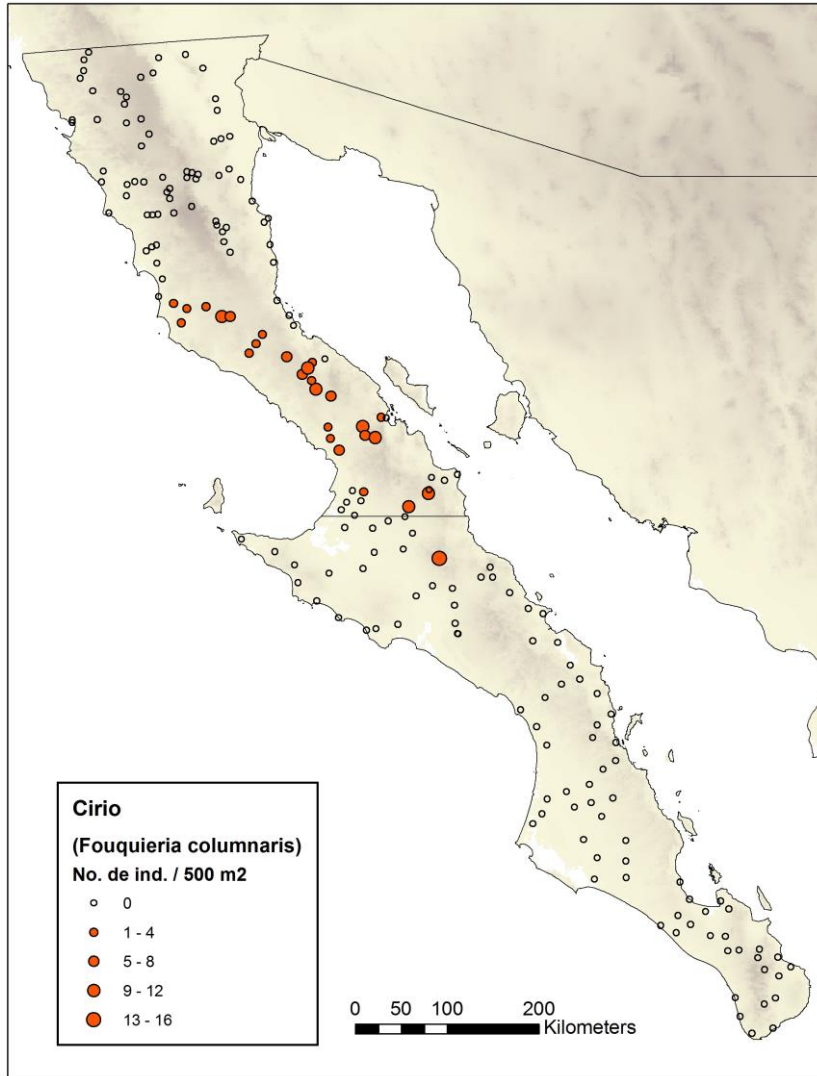 Cirio
(Fouquieria columnaris)
No. de ind. / 500 m2
0
1 - 4
5 - 8
9 - 12
13 - 16
0 50 100 200
Kilometers